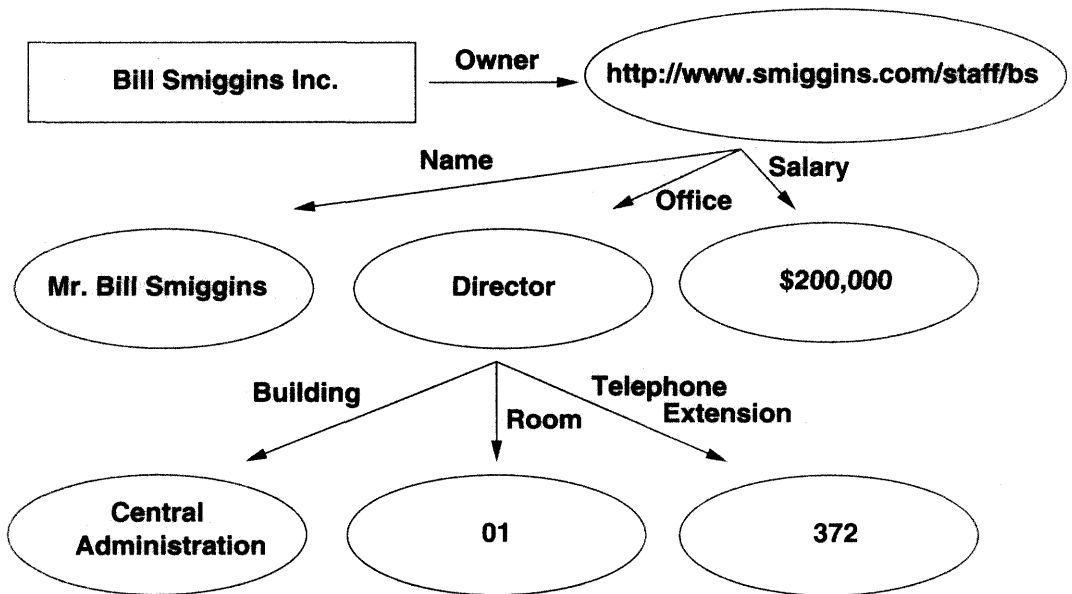 Bill Smiggins Inc.
Owner
http://www.smiggins.com/staff/bs
Name
Salary
Office
Mr. Bill Smiggins
Director
$200,000
Building
Telephone
Extension
Room
Central
Administration
01
372